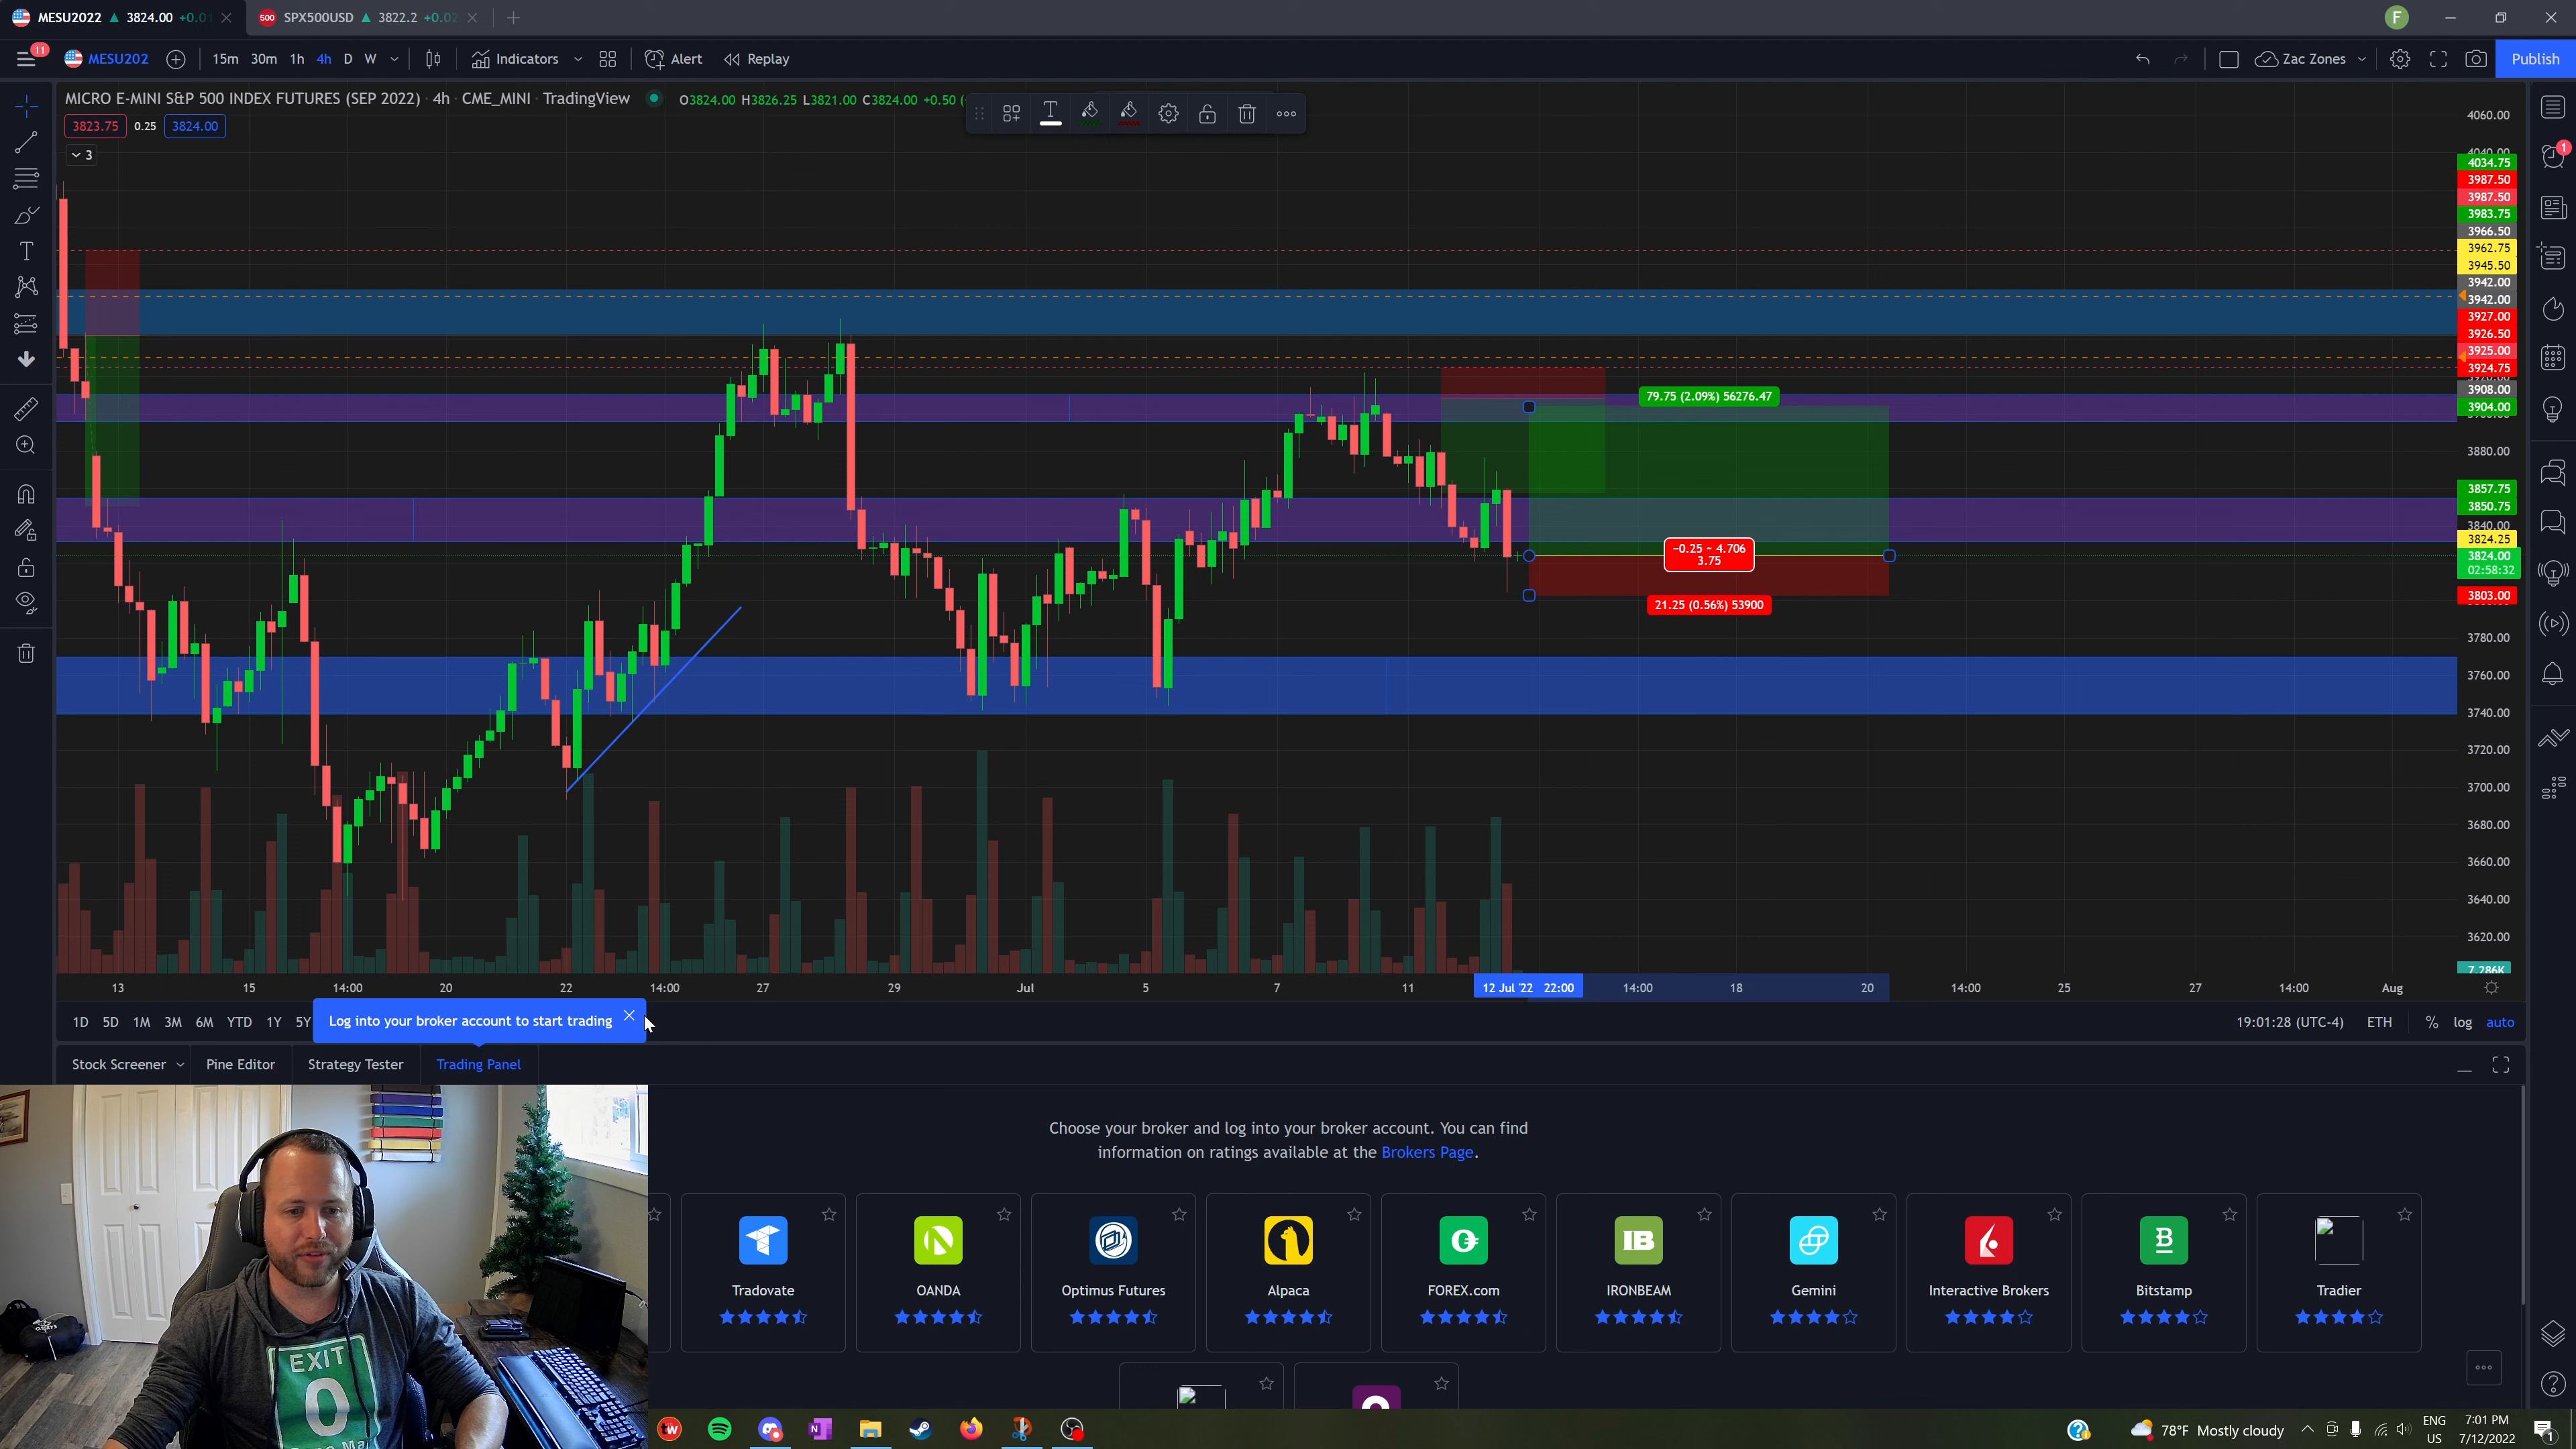 MESU2022 ▲ 3824.00 +0.01
500 SPX500USD ▲ 3822.2 +0.02
F
11
MESU202
15m 30m 1h 4h D W
Indicators
Alert
Replay
Zac Zones
Publish
MICRO E-MINI S&P 500 INDEX FUTURES (SEP 2022) · 4h · CME_MINI · TradingView
O3824.00 H3826.25 L3821.00 C3824.00 +0.50 (
3823.75 0.25 3824.00
3
4060.00
4034.75
3987.50
3987.50
3983.75
3966.50
3962.75
3945.50
3942.00
3942.00
3927.00
3926.50
3925.00
3924.75
3908.00
3904.00
3880.00
3857.75
3850.75
3840.00
3824.25
3824.00
02:58:32
3803.00
3780.00
3760.00
3740.00
3720.00
3700.00
3680.00
3660.00
3640.00
3620.00
7.286K
79.75 (2.09%) 56276.47
−0.25 ~ 4.706
3.75
21.25 (0.56%) 53900
1
13 15 14:00 20 22 14:00 27 29 Jul 5 7 11 12 Jul '22 22:00 14:00 18 20 14:00 25 27 14:00 Aug
1D 5D 1M 3M 6M YTD 1Y 5Y
Log into your broker account to start trading
19:01:28 (UTC-4) ETH % log auto
Stock Screener Pine Editor Strategy Tester Trading Panel
Choose your broker and log into your broker account. You can find
information on ratings available at the Brokers Page.
IB
Tradovate OANDA Optimus Futures Alpaca FOREX.com IRONBEAM Gemini Interactive Brokers Bitstamp Tradier
EXIT
0
78°F Mostly cloudy
ENG
US
7:01 PM
7/12/2022
1